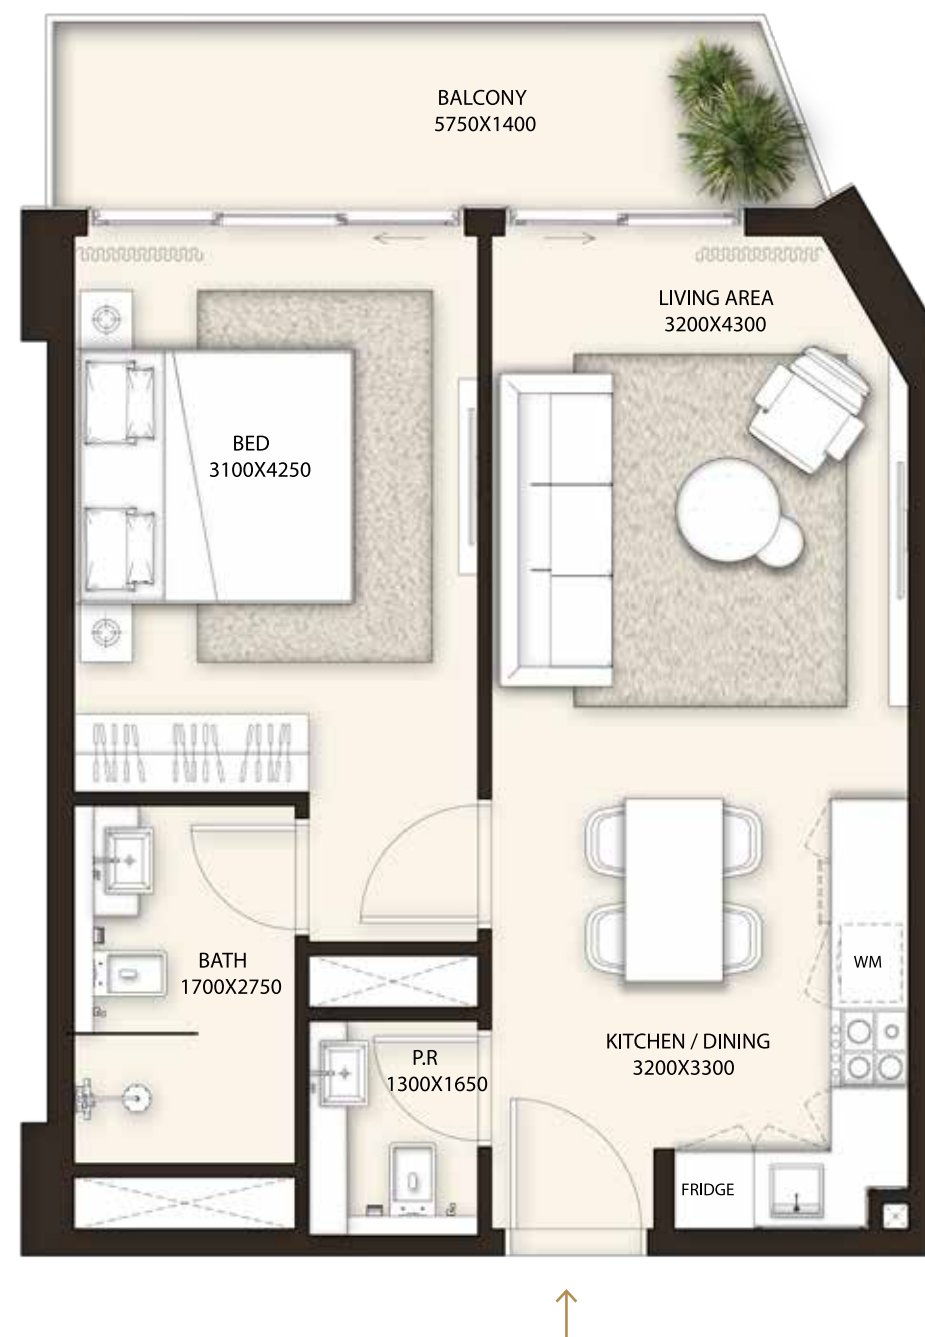 BALCONY
5750X1400
LIVING AREA
3200X4300
BED
3100X4250
BATH
1700X2750
WM
KITCHEN / DINING
3200X3300
P.R
1300X1650
FRIDGE